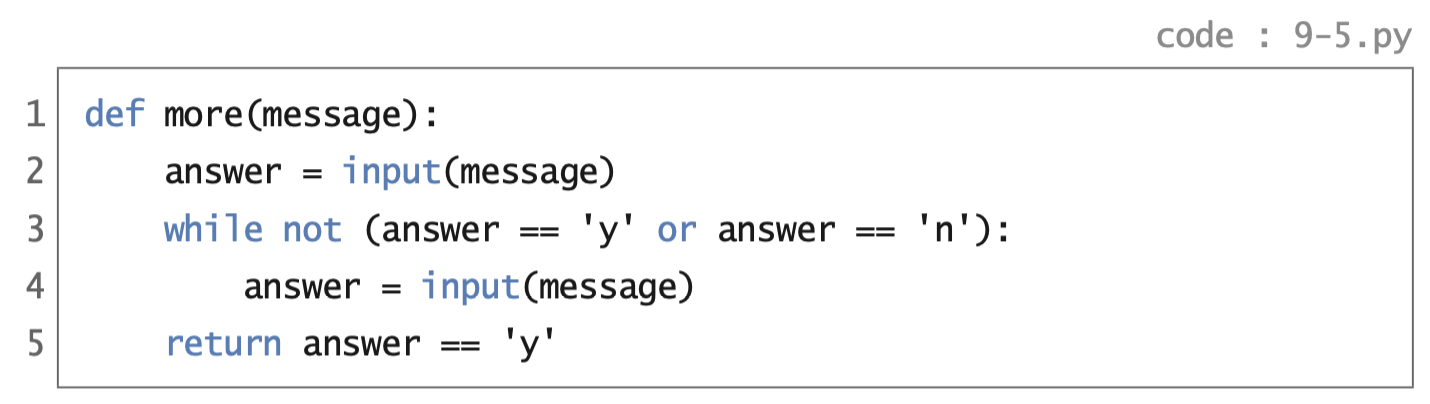 code : 9-5.py
1 def more(message):
2     answer = input(message)
3     while not (answer == 'y' or answer == 'n'):
4         answer = input(message)
5     return answer == 'y'